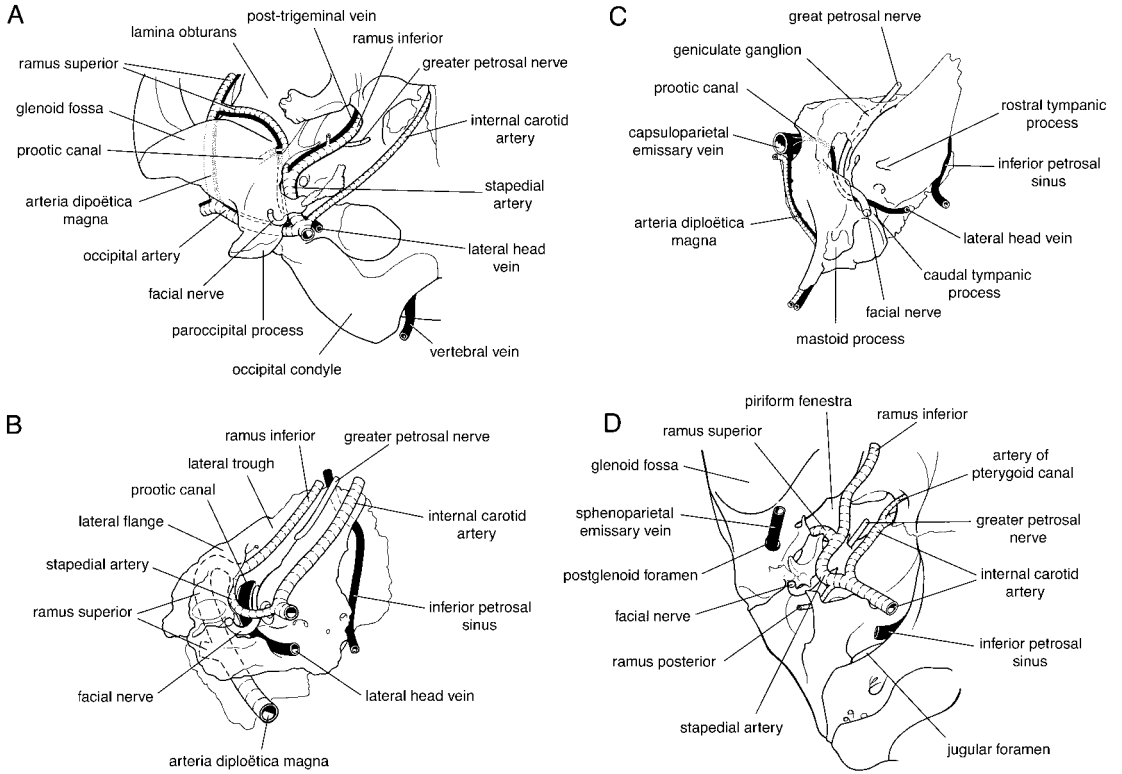 A
post-trigeminal vein
lamina obturans
ramus inferior
ramus superior
greater petrosal nerve
glenoid fossa
internal carotid
artery
prootic canal
stapedial
artery
arteria dipoëtica
magna
occipital artery
lateral head
vein
facial nerve
paroccipital process
vertebral vein
occipital condyle
B
ramus inferior
greater petrosal nerve
lateral trough
prootic canal
lateral flange
internal carotid
artery
stapedial artery
ramus superior
inferior petrosal
sinus
facial nerve
lateral head vein
arteria diploëtica magna
C
great petrosal nerve
geniculate ganglion
prootic canal
rostral tympanic
process
capsuloparietal
emissary vein
inferior petrosal
sinus
arteria diploëtica
magna
lateral head vein
caudal tympanic
process
facial nerve
mastoid process
D
piriform fenestra
ramus inferior
ramus superior
artery of
pterygoid canal
glenoid fossa
sphenoparietal
emissary vein
greater petrosal
nerve
postglenoid foramen
internal carotid
artery
facial nerve
inferior petrosal
sinus
ramus posterior
stapedial artery
jugular foramen